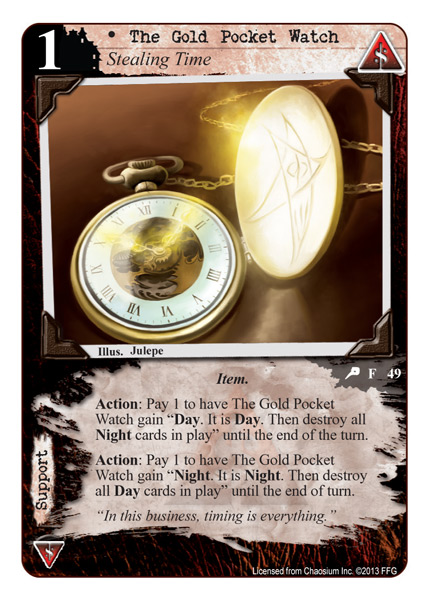 1
• The Gold Pocket Watch
Stealing Time
XII
Illus. Julepe
F 49
Item.
Action: Pay 1 to have The Gold Pocket
Watch gain “Day. It is Day. Then destroy all
Night cards in play” until the end of the turn.
Action: Pay 1 to have The Gold Pocket
Watch gain “Night. It is Night. Then destroy
all Day cards in play” until the end of the turn.
“In this business, timing is everything.”
Support
Licensed from Chaosium Inc. ©2013 FFG